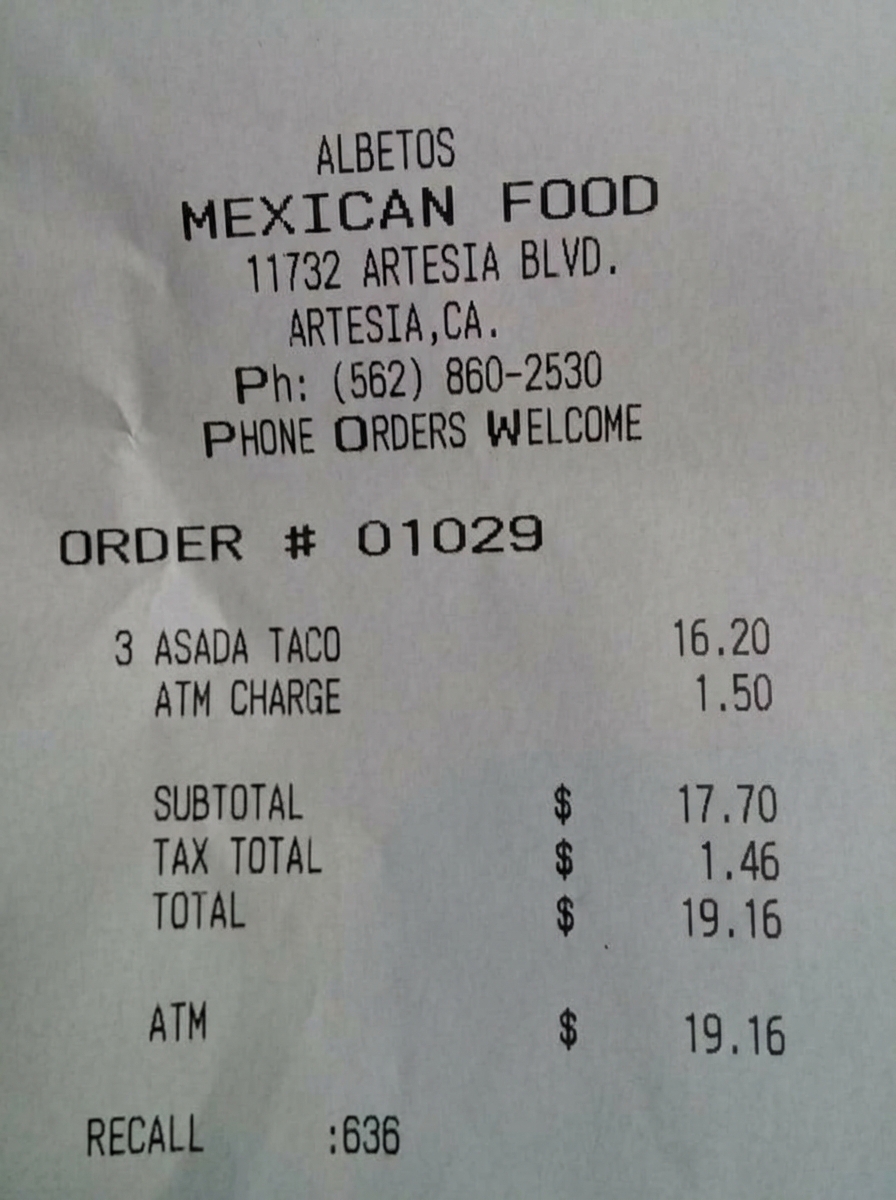 ALBETOS
MEXICAN FOOD
11732 ARTESIA BLVD.
ARTESIA,CA.
Ph: (562) 860-2530
PHONE ORDERS WELCOME
ORDER # 01029
3 ASADA TACO 16.20
ATM CHARGE 1.50
SUBTOTAL $ 17.70
TAX TOTAL $ 1.46
TOTAL $ 19.16
ATM $ 19.16
RECALL :636